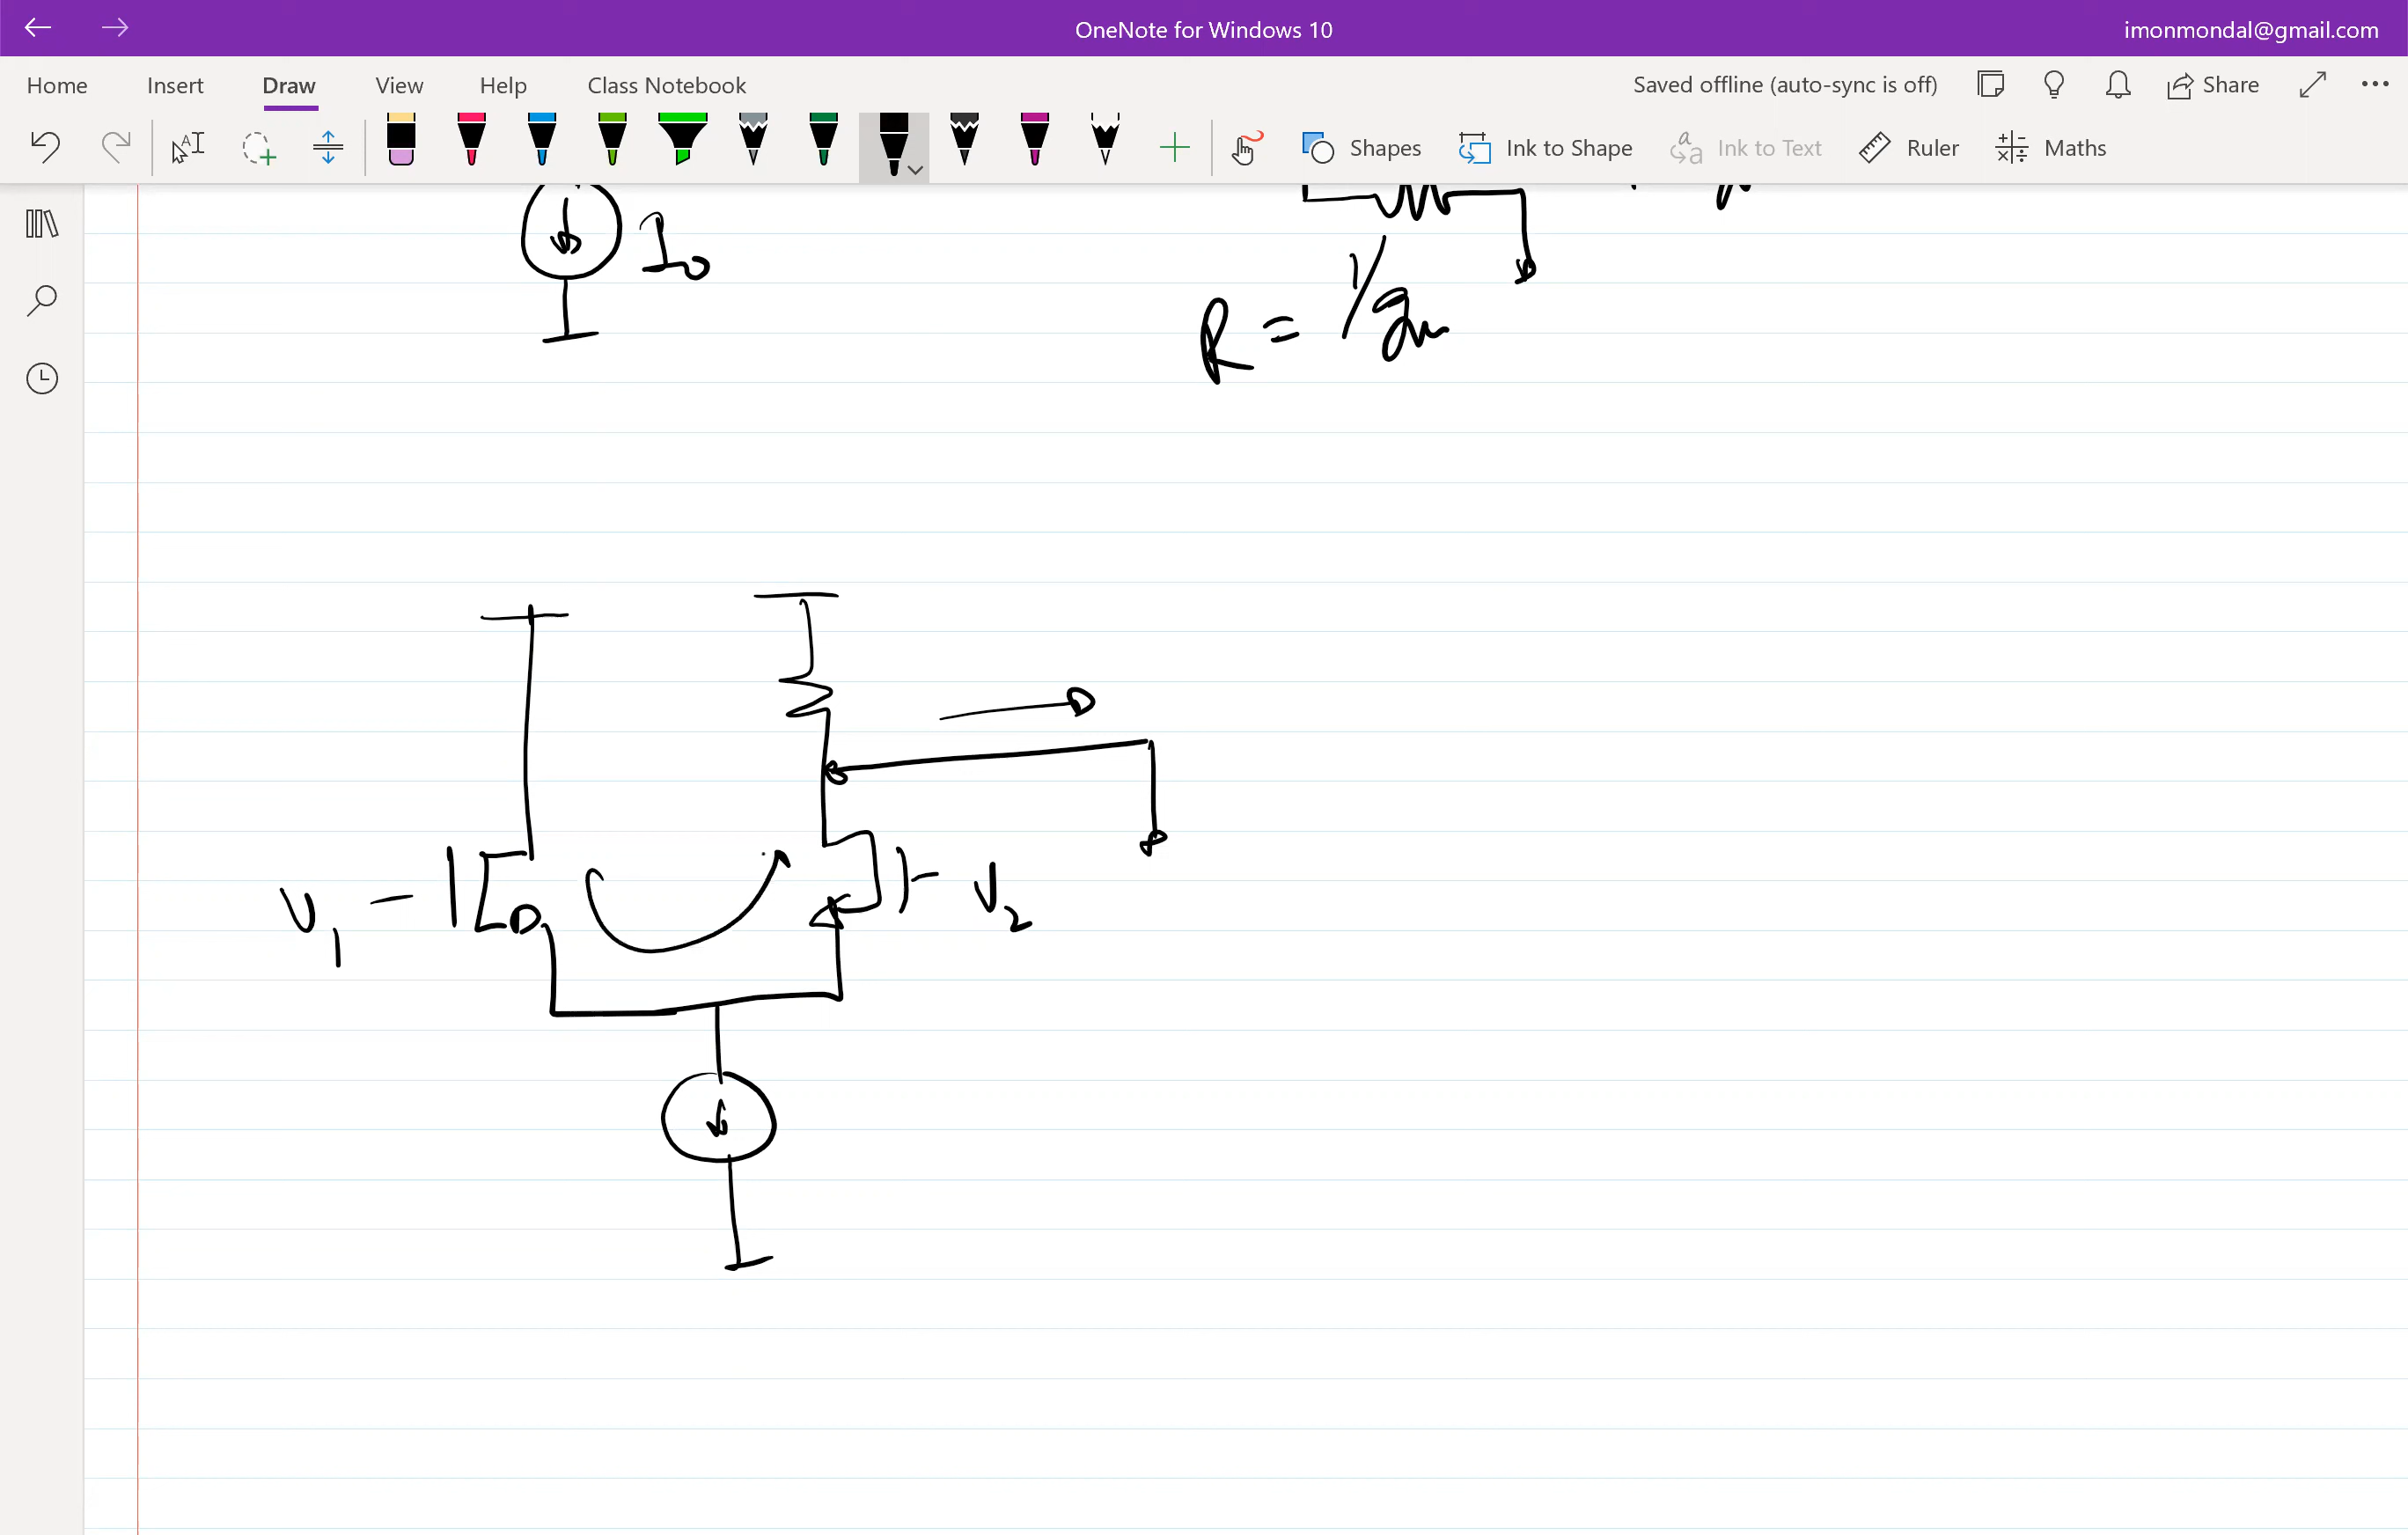 OneNote for Windows 10
imonmondal@gmail.com
Home Insert Draw View Help Class Notebook
Saved offline (auto-sync is off) Share
Shapes Ink to Shape Ink to Text Ruler Maths
I₀
R = 1/gm
V₁
V₂